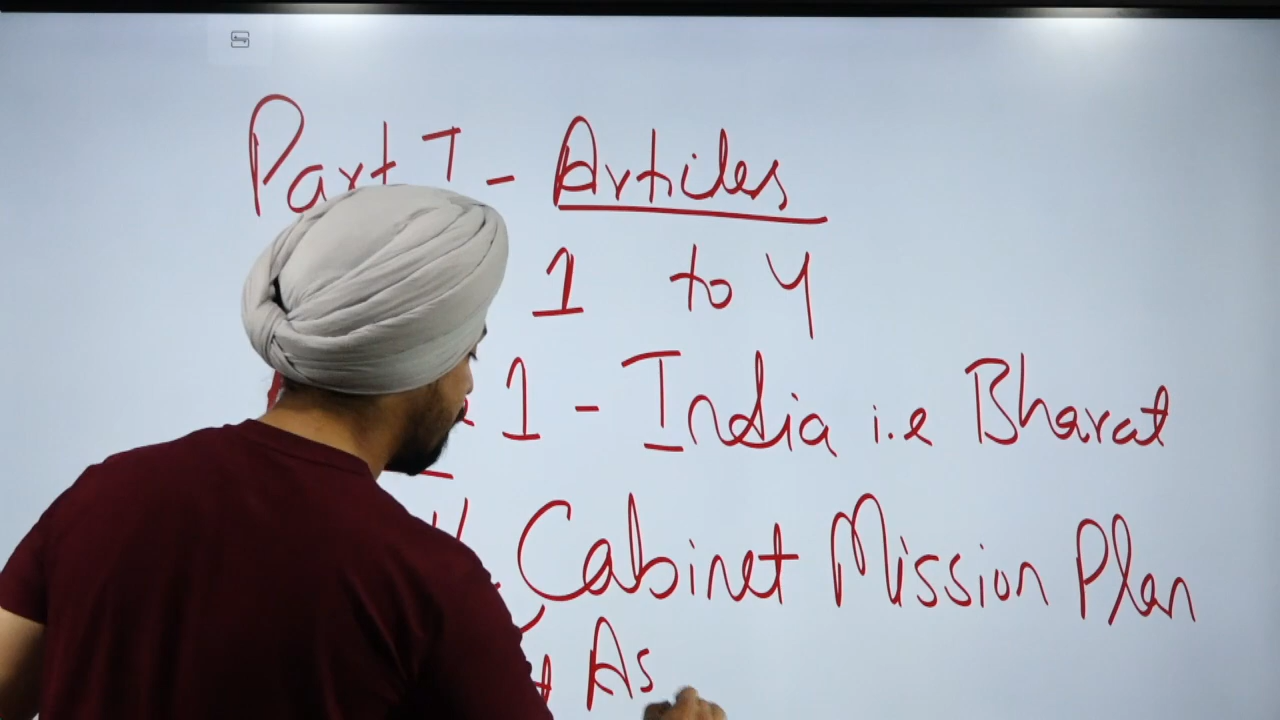 Part I - Articles
1 to 4
1 - India i.e Bharat
Cabinet Mission Plan
As